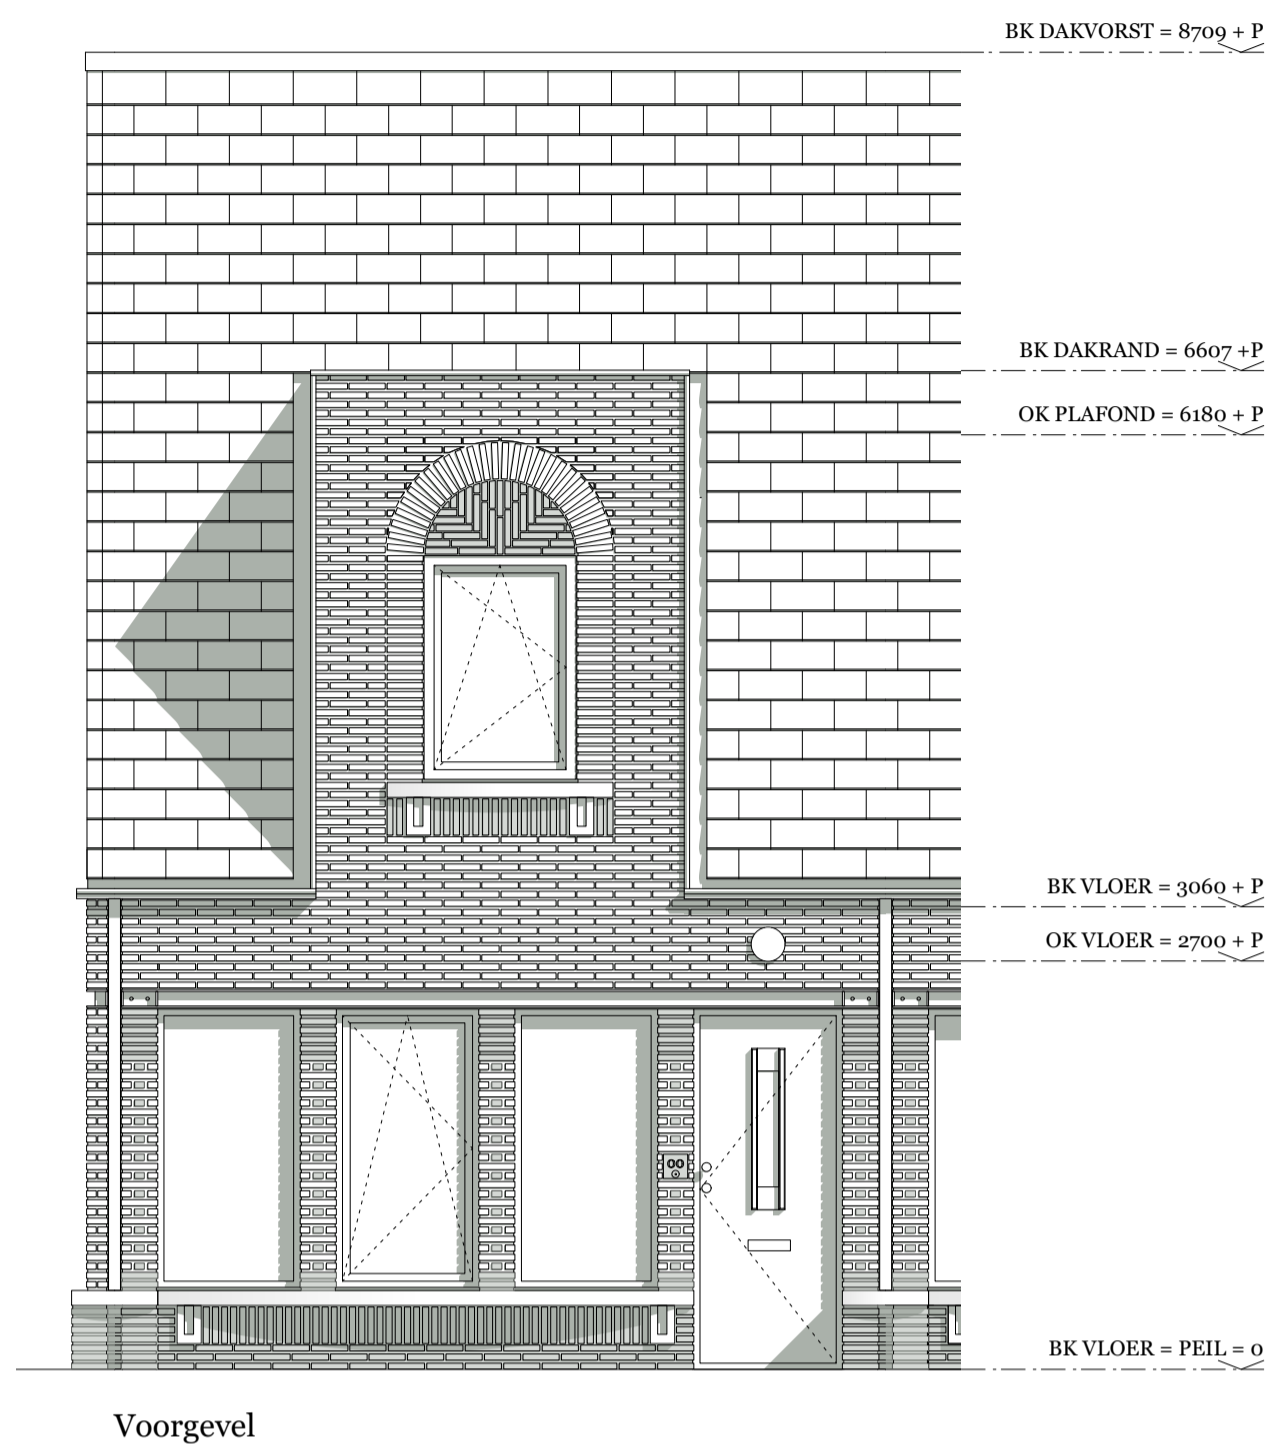 BK DAKVORST = 8709 + P
BK DAKRAND = 6607 +P
OK PLAFOND = 6180 + P
BK VLOER = 3060 + P
OK VLOER = 2700 + P
BK VLOER = PEIL = 0
Voorgevel